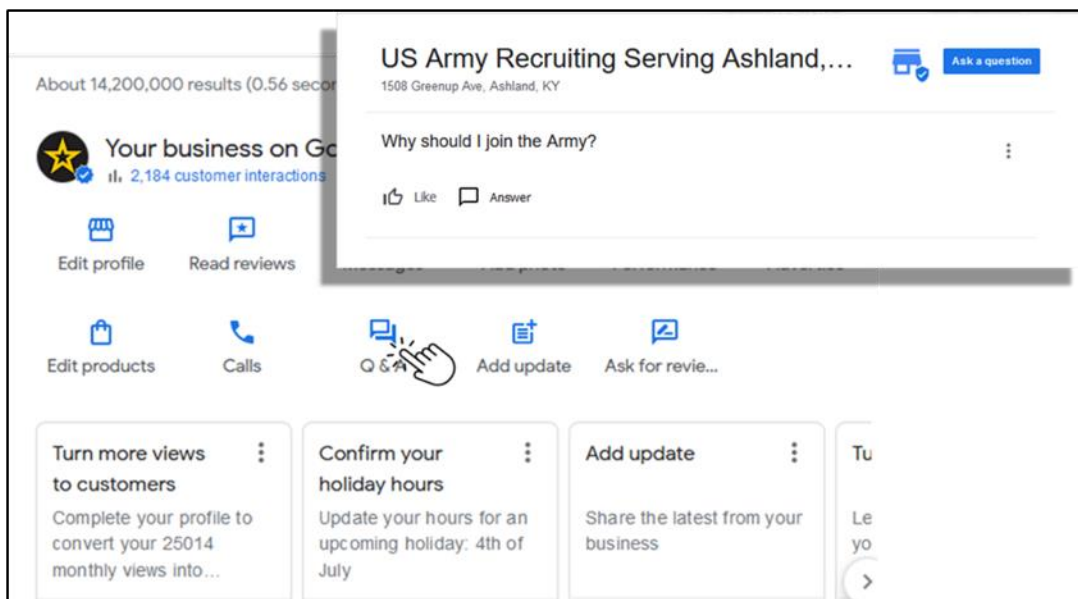 About 14,200,000 results (0.56 secon
Your business on Go
2,184 customer interactions
US Army Recruiting Serving Ashland,...
1508 Greenup Ave, Ashland, KY
Ask a question
Why should I join the Army?
Like Answer
Edit profile Read reviews
Edit products Calls Q & A Add update Ask for revie...
Turn more views
to customers
Complete your profile to
convert your 25014
monthly views into...
Confirm your
holiday hours
Update your hours for an
upcoming holiday: 4th of
July
Add update
Share the latest from your
business
Tu
Le
yo